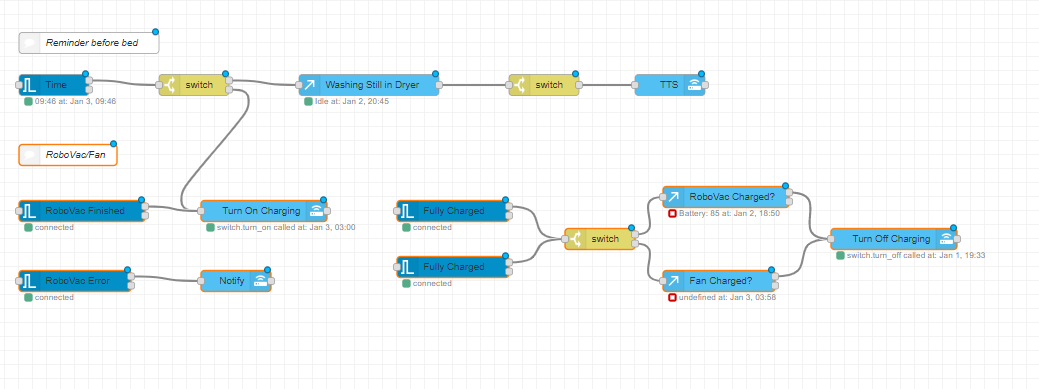 Reminder before bed
Time
switch
Washing Still in Dryer
switch
TTS
09:46 at: Jan 3, 09:46
Idle at: Jan 2, 20:45
RoboVac/Fan
RoboVac Finished
Turn On Charging
Fully Charged
RoboVac Charged?
connected
switch.turn_on called at: Jan 3, 03:00
connected
Battery: 85 at: Jan 2, 18:50
switch
Turn Off Charging
switch.turn_off called at: Jan 1, 19:33
RoboVac Error
Notify
Fully Charged
Fan Charged?
connected
connected
undefined at: Jan 3, 03:58